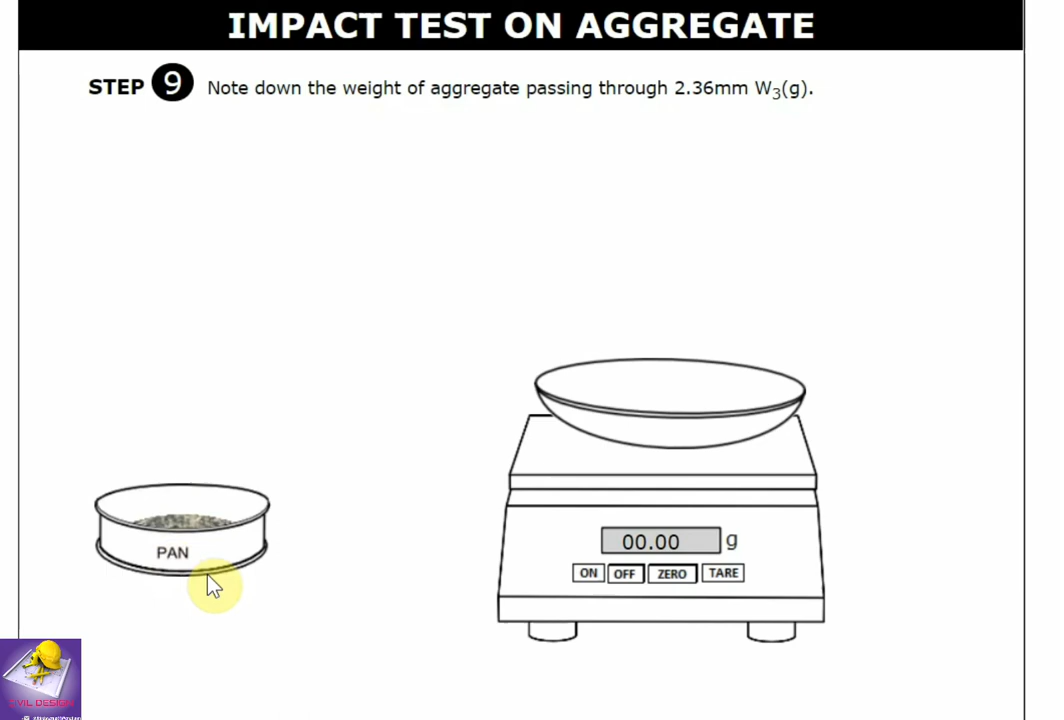 IMPACT TEST ON AGGREGATE
STEP 9 Note down the weight of aggregate passing through 2.36mm W₃(g).
PAN
00.00 g
ON OFF ZERO TARE
CIVIL DESIGN